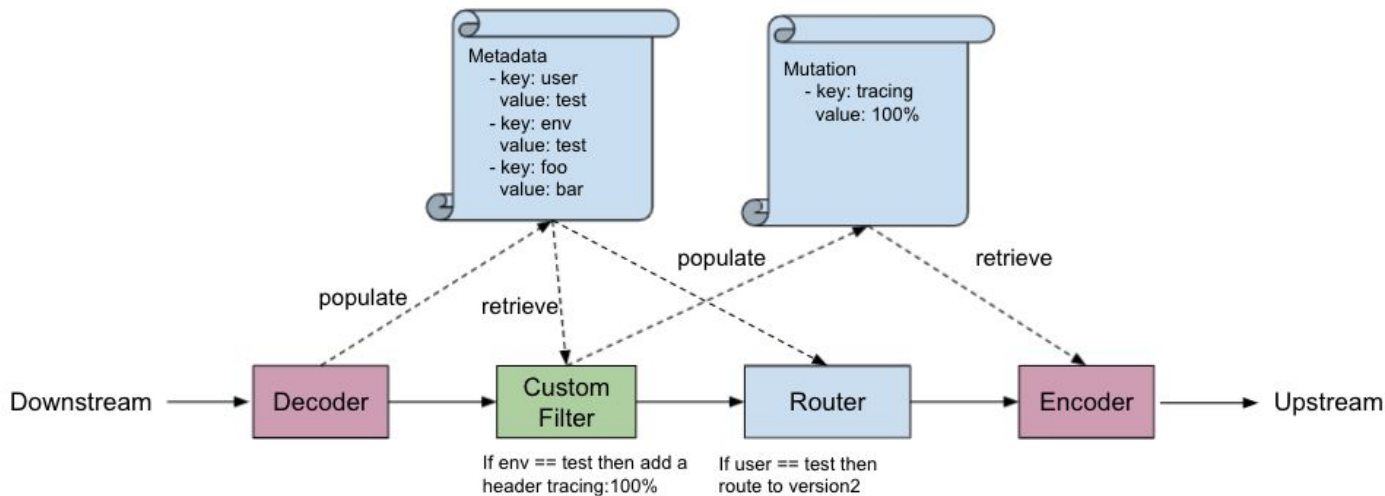 Metadata
- key: user
value: test
- key: env
value: test
- key: foo
value: bar
Mutation
- key: tracing
value: 100%
populate
retrieve
populate
retrieve
Downstream
Decoder
Custom
Filter
Router
Encoder
Upstream
If env == test then add a
header tracing:100%
If user == test then
route to version2